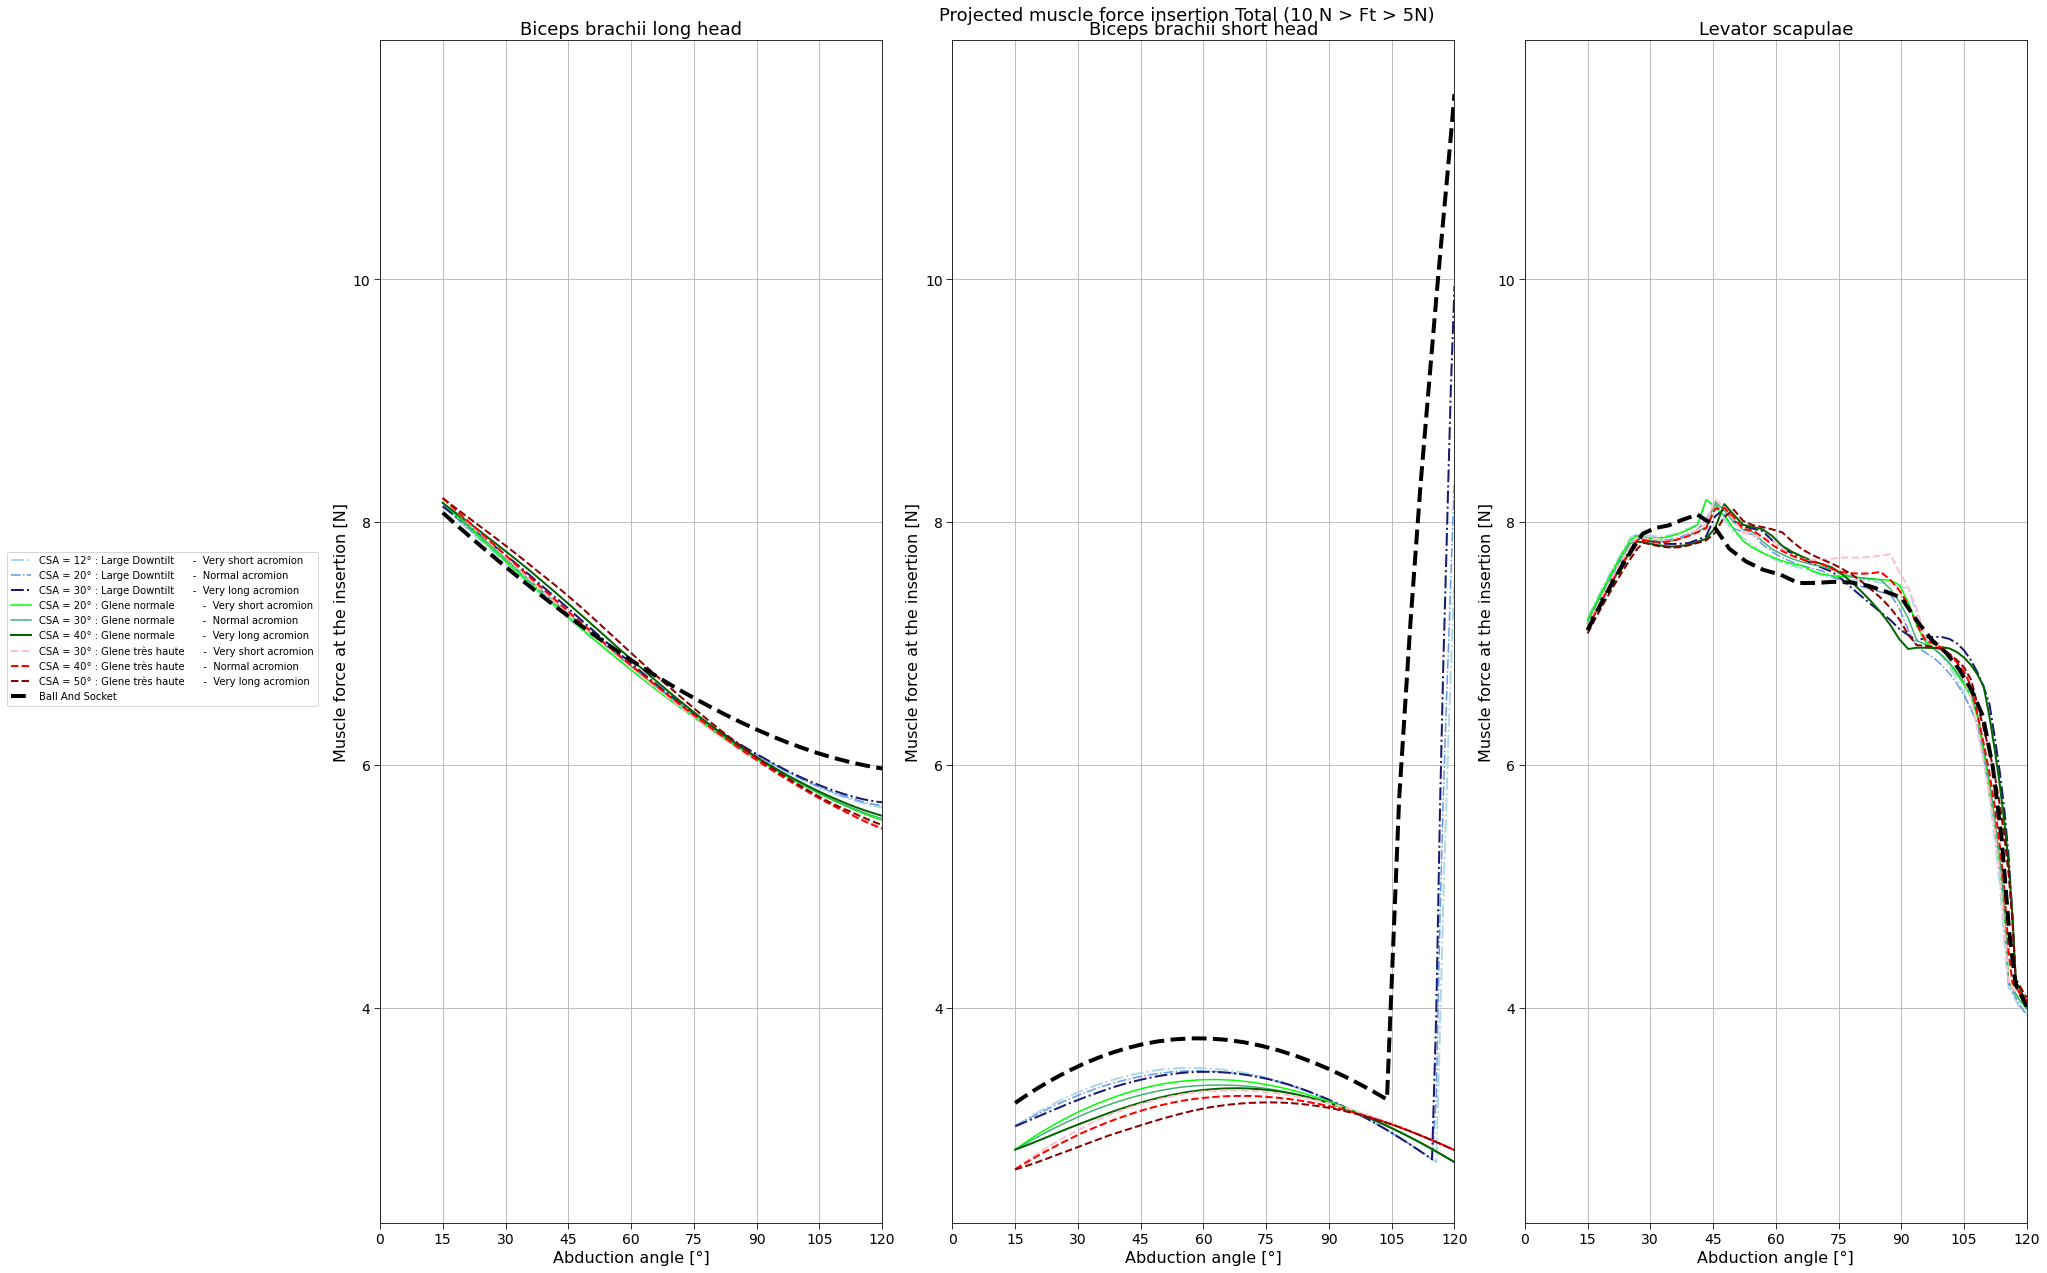 Projected muscle force insertion Total (10 N > Ft > 5N)
Biceps brachii long head
Biceps brachii short head
Levator scapulae
Muscle force at the insertion [N]
10
8
6
4
0 15 30 45 60 75 90 105 120
Abduction angle [°]
Muscle force at the insertion [N]
10
8
6
4
0 15 30 45 60 75 90 105 120
Abduction angle [°]
Muscle force at the insertion [N]
10
8
6
4
0 15 30 45 60 75 90 105 120
Abduction angle [°]
CSA = 12° : Large Downtilt - Very short acromion
CSA = 20° : Large Downtilt - Normal acromion
CSA = 30° : Large Downtilt - Very long acromion
CSA = 20° : Glene normale - Very short acromion
CSA = 30° : Glene normale - Normal acromion
CSA = 40° : Glene normale - Very long acromion
CSA = 30° : Glene très haute - Very short acromion
CSA = 40° : Glene très haute - Normal acromion
CSA = 50° : Glene très haute - Very long acromion
Ball And Socket